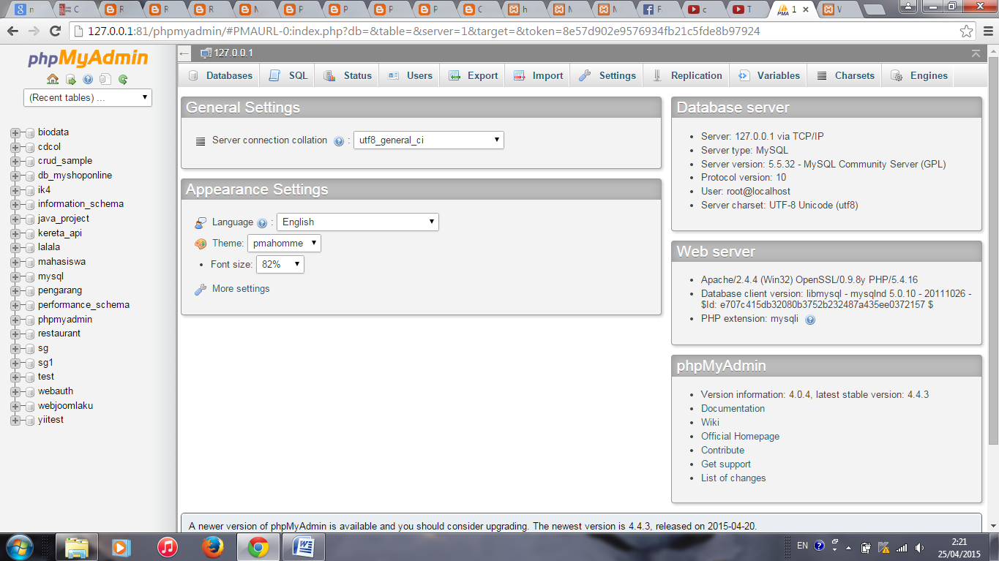 n C R R R N P P P P C h N N F c T 1 V
127.0.0.1:81/phpmyadmin/#PMAURL-0:index.php?db=&table=&server=1&target=&token=8e57d902e9576934fb21c5fde8b97924
phpMyAdmin
(Recent tables) ...
biodata
cdcol
crud_sample
db_myshoponline
ik4
information_schema
java_project
kereta_api
lalala
mahasiswa
mysql
pengarang
performance_schema
phpmyadmin
restaurant
sg
sg1
test
webauth
webjoomlaku
yiitest
127.0.0.1
Databases SQL Status Users Export Import Settings Replication Variables Charsets Engines
General Settings
Server connection collation : utf8_general_ci
Appearance Settings
Language : English
Theme: pmahomme
Font size: 82%
More settings
Database server
Server: 127.0.0.1 via TCP/IP
Server type: MySQL
Server version: 5.5.32 - MySQL Community Server (GPL)
Protocol version: 10
User: root@localhost
Server charset: UTF-8 Unicode (utf8)
Web server
Apache/2.4.4 (Win32) OpenSSL/0.9.8y PHP/5.4.16
Database client version: libmysql - mysqlnd 5.0.10 - 20111026 -
$Id: e707c415db32080b3752b232487a435ee0372157 $
PHP extension: mysqli
phpMyAdmin
Version information: 4.0.4, latest stable version: 4.4.3
Documentation
Wiki
Official Homepage
Contribute
Get support
List of changes
A newer version of phpMyAdmin is available and you should consider upgrading. The newest version is 4.4.3, released on 2015-04-20.
EN
2:21
25/04/2015